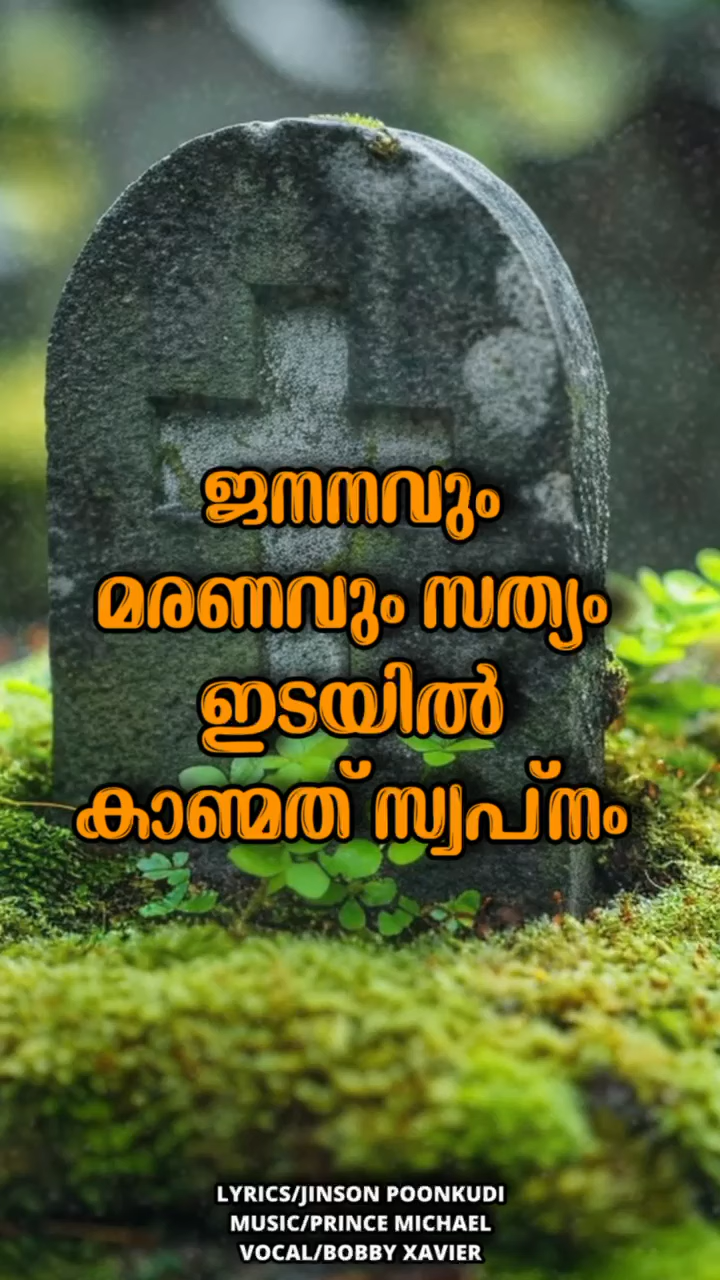 ജനനവും
മരണവും സത്യം
ഇടയിൽ
കാണ്മത് സ്വപ്നം
LYRICS/JINSON POONKUDI
MUSIC/PRINCE MICHAEL
VOCAL/BOBBY XAVIER